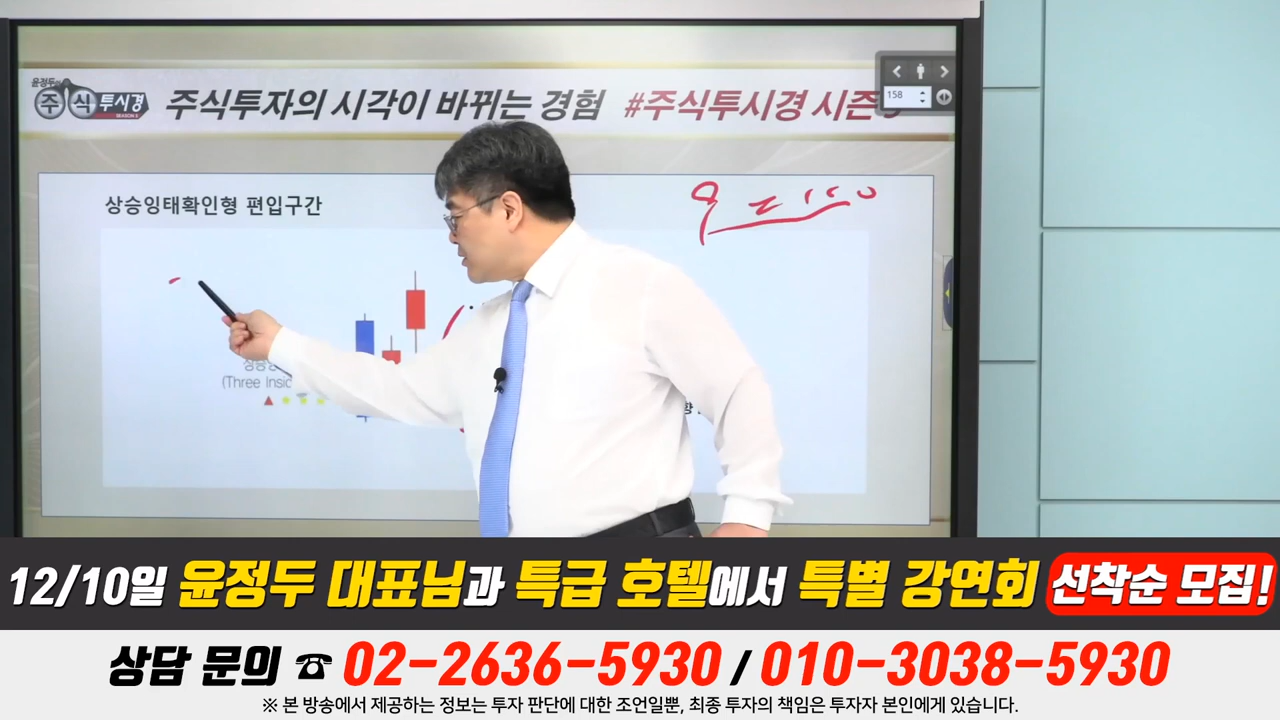 윤정두의
주식투시경
SEASON 3
주식투자의 시각이 바뀌는 경험 #주식투시경 시즌
158
상승잉태확인형 편입구간
(Three Insid
12/10일 윤정두 대표님과 특급 호텔에서 특별 강연회 선착순 모집!
상담 문의 ☎ 02-2636-5930 / 010-3038-5930
※ 본 방송에서 제공하는 정보는 투자 판단에 대한 조언일뿐, 최종 투자의 책임은 투자자 본인에게 있습니다.